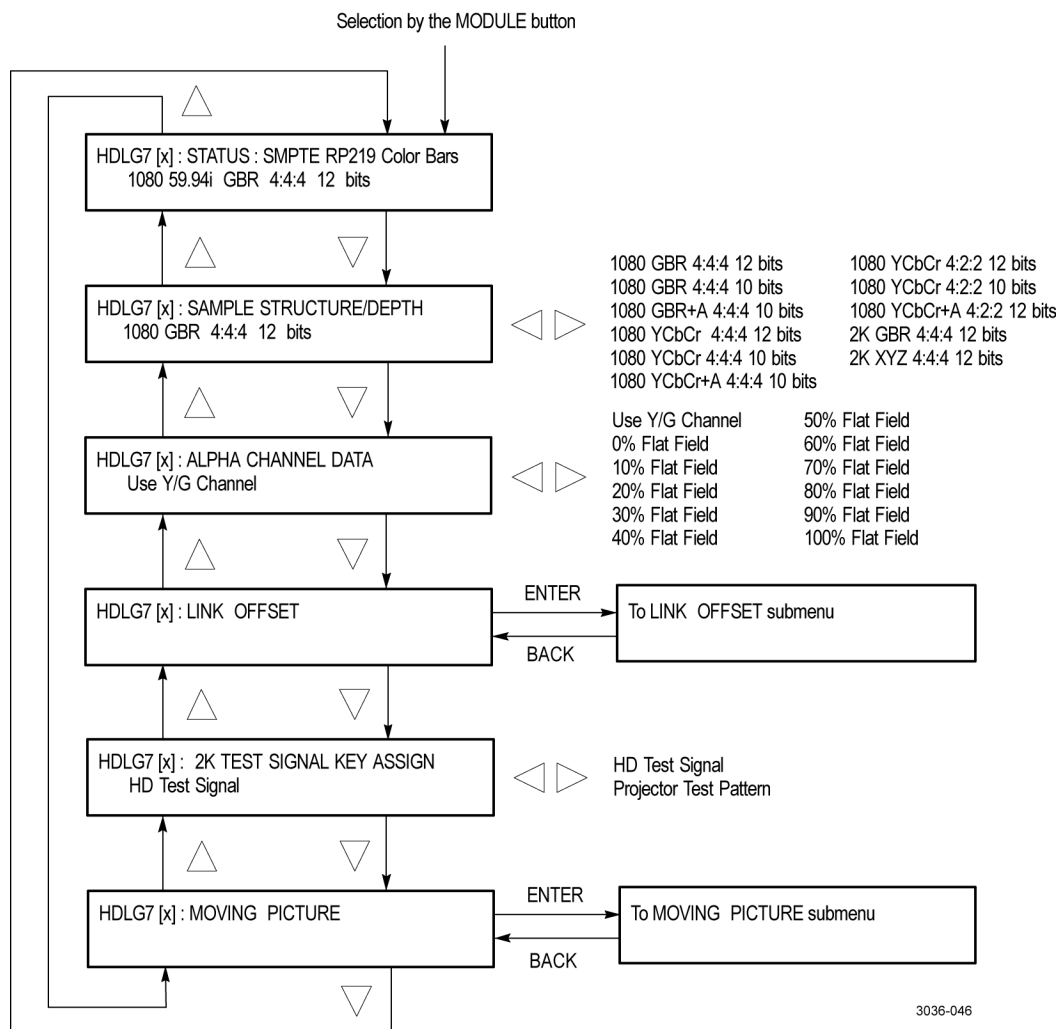 Selection by the MODULE button
HDLG7 [x] : STATUS : SMPTE RP219 Color Bars
1080 59.94i GBR 4:4:4 12 bits
HDLG7 [x] : SAMPLE STRUCTURE/DEPTH
1080 GBR 4:4:4 12 bits
1080 GBR 4:4:4 12 bits
1080 GBR 4:4:4 10 bits
1080 GBR+A 4:4:4 10 bits
1080 YCbCr 4:4:4 12 bits
1080 YCbCr 4:4:4 10 bits
1080 YCbCr+A 4:4:4 10 bits
1080 YCbCr 4:2:2 12 bits
1080 YCbCr 4:2:2 10 bits
1080 YCbCr+A 4:2:2 12 bits
2K GBR 4:4:4 12 bits
2K XYZ 4:4:4 12 bits
HDLG7 [x] : ALPHA CHANNEL DATA
Use Y/G Channel
Use Y/G Channel
0% Flat Field
10% Flat Field
20% Flat Field
30% Flat Field
40% Flat Field
50% Flat Field
60% Flat Field
70% Flat Field
80% Flat Field
90% Flat Field
100% Flat Field
HDLG7 [x] : LINK OFFSET
ENTER
BACK
To LINK OFFSET submenu
HDLG7 [x] : 2K TEST SIGNAL KEY ASSIGN
HD Test Signal
HD Test Signal
Projector Test Pattern
HDLG7 [x] : MOVING PICTURE
ENTER
BACK
To MOVING PICTURE submenu
3036-046